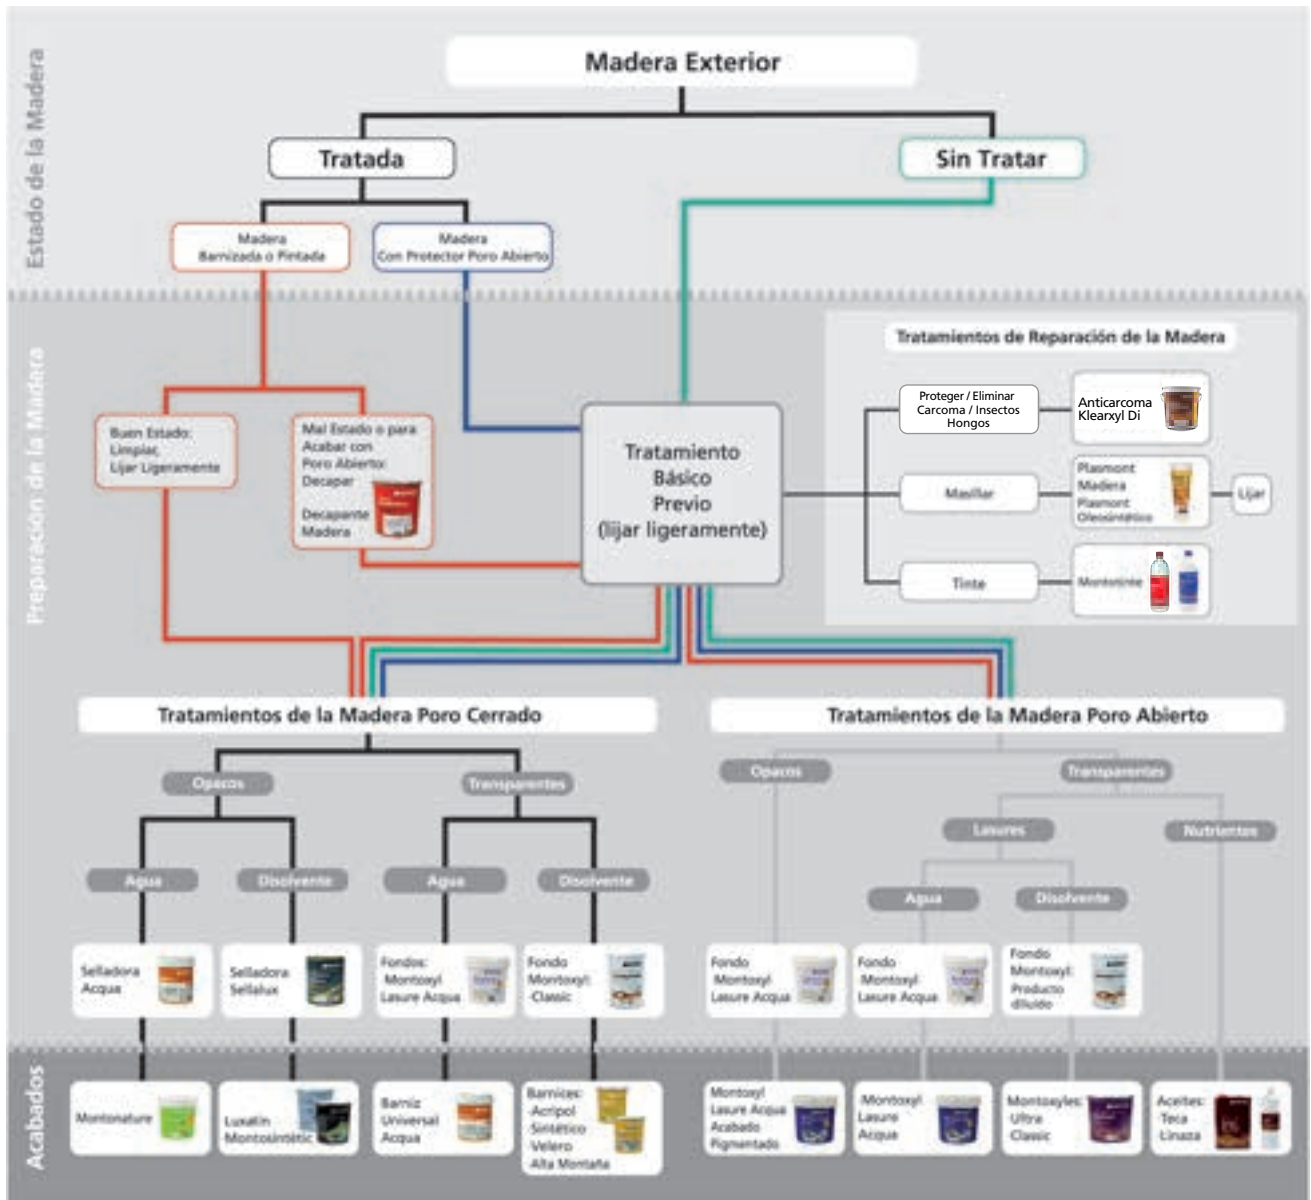 Estado de la Madera
Madera Exterior
Tratada
Sin Tratar
Madera
Barnizada o Pintada
Madera
Con Protector Poro Abierto
Preparación de la Madera
Tratamientos de Reparación de la Madera
Proteger / Eliminar
Carcoma / Insectos
Hongos
Anticarcoma
Klearxyl Di
Masillar
Plasmont
Madera
Plasmont
Oleosintético
Lijar
Tinte
Montotinte
Buen Estado:
Limpiar,
Lijar Ligeramente
Mal Estado o para
Acabar con
Poro Abierto:
Decapar
Decapante
Madera
Tratamiento
Básico
Previo
(lijar ligeramente)
Tratamientos de la Madera Poro Cerrado
Tratamientos de la Madera Poro Abierto
Opacos
Transparentes
Opacos
Transparentes
Lasures
Nutrientes
Agua
Disolvente
Agua
Disolvente
Agua
Disolvente
Selladora
Acqua
Selladora
Sellalux
Fondos:
·Montoxyl
Lasure Acqua
Fondo
Montoxyl:
·Classic
Fondo
·Montoxyl
Lasure Acqua
Fondo
·Montoxyl
Lasure Acqua
Fondo
Montoxyl:
Producto
diluido
Acabados
Montonature
Luxatin
·Montosintétic
Barniz
Universal
Acqua
Barnices:
·Acripol
·Sintético
·Velero
·Alta Montaña
Montoxyl
Lasure Acqua
Acabado
Pigmentado
·Montoxyl
Lasure
Acqua
Montoxyles:
·Ultra
·Classic
Aceites:
·Teca
·Linaza